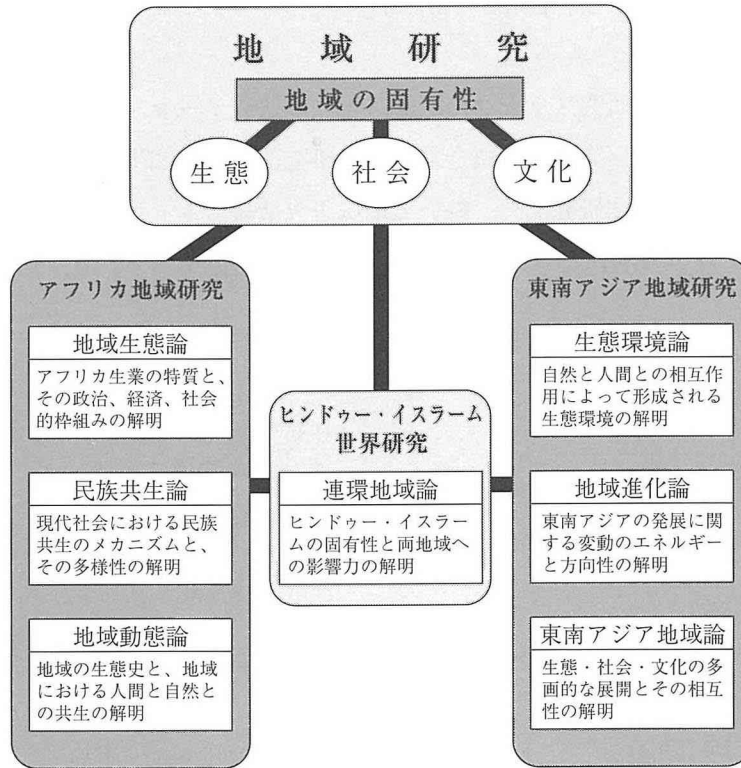 地域研究
地域の固有性
生態
社会
文化
アフリカ地域研究
地域生態論
アフリカ生業の特質と、
その政治、経済、社会
的枠組みの解明
民族共生論
現代社会における民族
共生のメカニズムと、
その多様性の解明
地域動態論
地域の生態史と、地域
における人間と自然と
の共生の解明
ヒンドゥー・イスラーム
世界研究
連環地域論
ヒンドゥー・イスラー
ムの固有性と両地域へ
の影響力の解明
東南アジア地域研究
生態環境論
自然と人間との相互作
用によって形成される
生態環境の解明
地域進化論
東南アジアの発展に関
する変動のエネルギー
と方向性の解明
東南アジア地域論
生態・社会・文化の多
画的な展開とその相互
性の解明